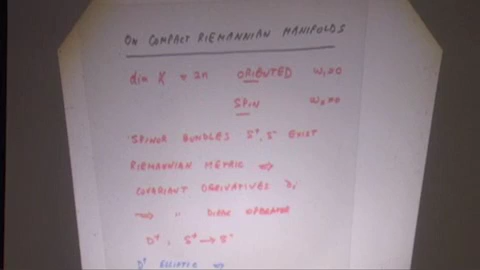 ON COMPACT RIEMANNIAN MANIFOLDS
dim X = 2n ORIENTED W₁=0
SPIN W₂=0
SPINOR BUNDLES S⁺, S⁻ EXIST
RIEMANNIAN METRIC ⇒
COVARIANT DERIVATIVES ∂ᵢ
⇒ " DIRAC OPERATOR
D⁺ : S⁺ → S⁻
D⁺ ELLIPTIC ⇒